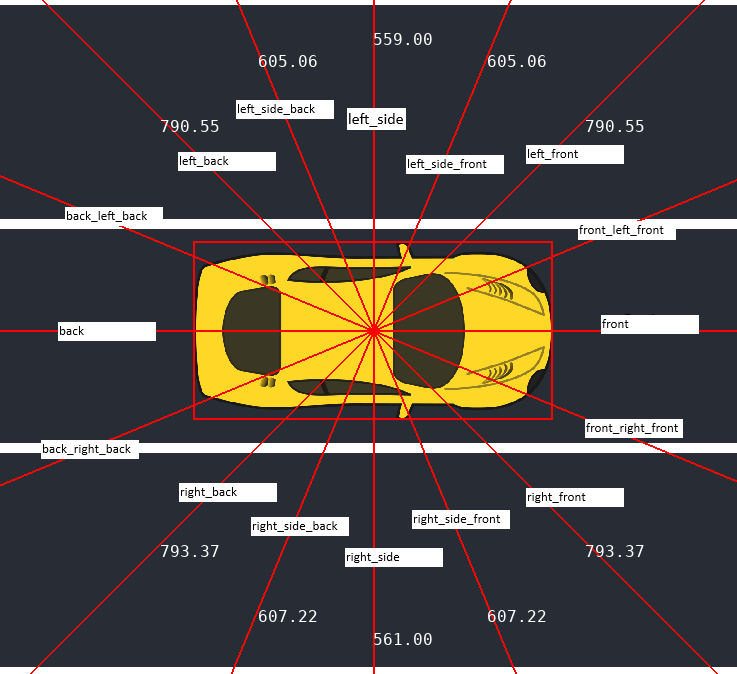 559.00
605.06
605.06
left_side_back
left_side
790.55
790.55
left_back
left_side_front
left_front
back_left_back
front_left_front
back
front
front_right_front
back_right_back
right_back
right_front
right_side_back
right_side_front
right_side
793.37
793.37
607.22
607.22
561.00